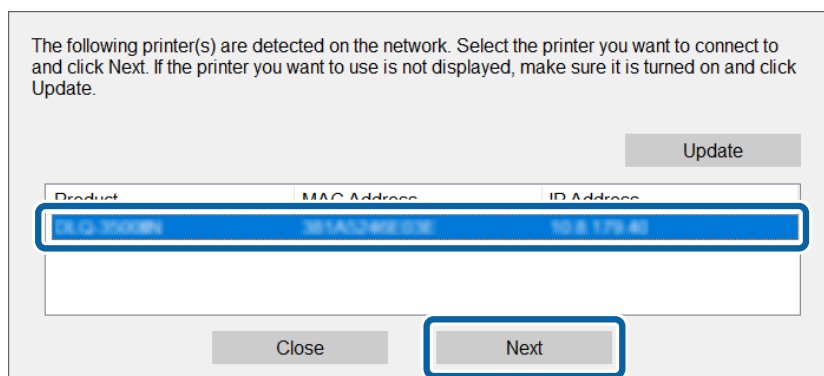 The following printer(s) are detected on the network. Select the printer you want to connect to
and click Next. If the printer you want to use is not displayed, make sure it is turned on and click
Update.
Update
Product MAC Address IP Address
Close Next